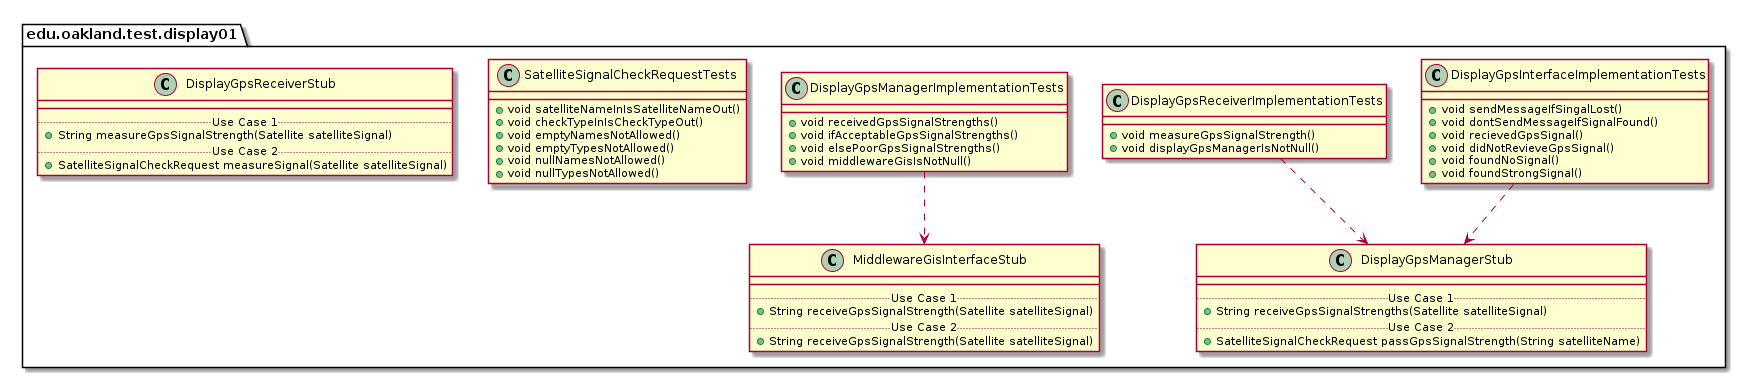 edu.oakland.test.display01
C DisplayGpsReceiverStub
Use Case 1
String measureGpsSignalStrength(Satellite satelliteSignal)
Use Case 2
SatelliteSignalCheckRequest measureSignal(Satellite satelliteSignal)
C SatelliteSignalCheckRequestTests
void satelliteNameInIsSatelliteNameOut()
void checkTypeInIsCheckTypeOut()
void emptyNamesNotAllowed()
void emptyTypesNotAllowed()
void nullNamesNotAllowed()
void nullTypesNotAllowed()
C DisplayGpsManagerImplementationTests
void receivedGpsSignalStrengths()
void ifAcceptableGpsSignalStrengths()
void elsePoorGpsSignalStrengths()
void middlewareGisIsNotNull()
C DisplayGpsReceiverImplementationTests
void measureGpsSignalStrength()
void displayGpsManagerIsNotNull()
C DisplayGpsInterfaceImplementationTests
void sendMessageIfSingalLost()
void dontSendMessageIfSignalFound()
void recievedGpsSignal()
void didNotRevieveGpsSignal()
void foundNoSignal()
void foundStrongSignal()
C MiddlewareGisInterfaceStub
Use Case 1
String receiveGpsSignalStrength(Satellite satelliteSignal)
Use Case 2
String receiveGpsSignalStrength(Satellite satelliteSignal)
C DisplayGpsManagerStub
Use Case 1
String receiveGpsSignalStrengths(Satellite satelliteSignal)
Use Case 2
SatelliteSignalCheckRequest passGpsSignalStrength(String satelliteName)